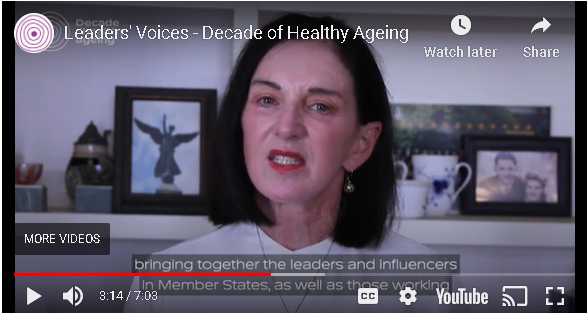 Decade
ageing
Leaders' Voices - Decade of Healthy Ageing
Watch later
Share
MORE VIDEOS
bringing together the leaders and influencers
in Member States, as well as those working
3:14 / 7:03
CC
YouTube